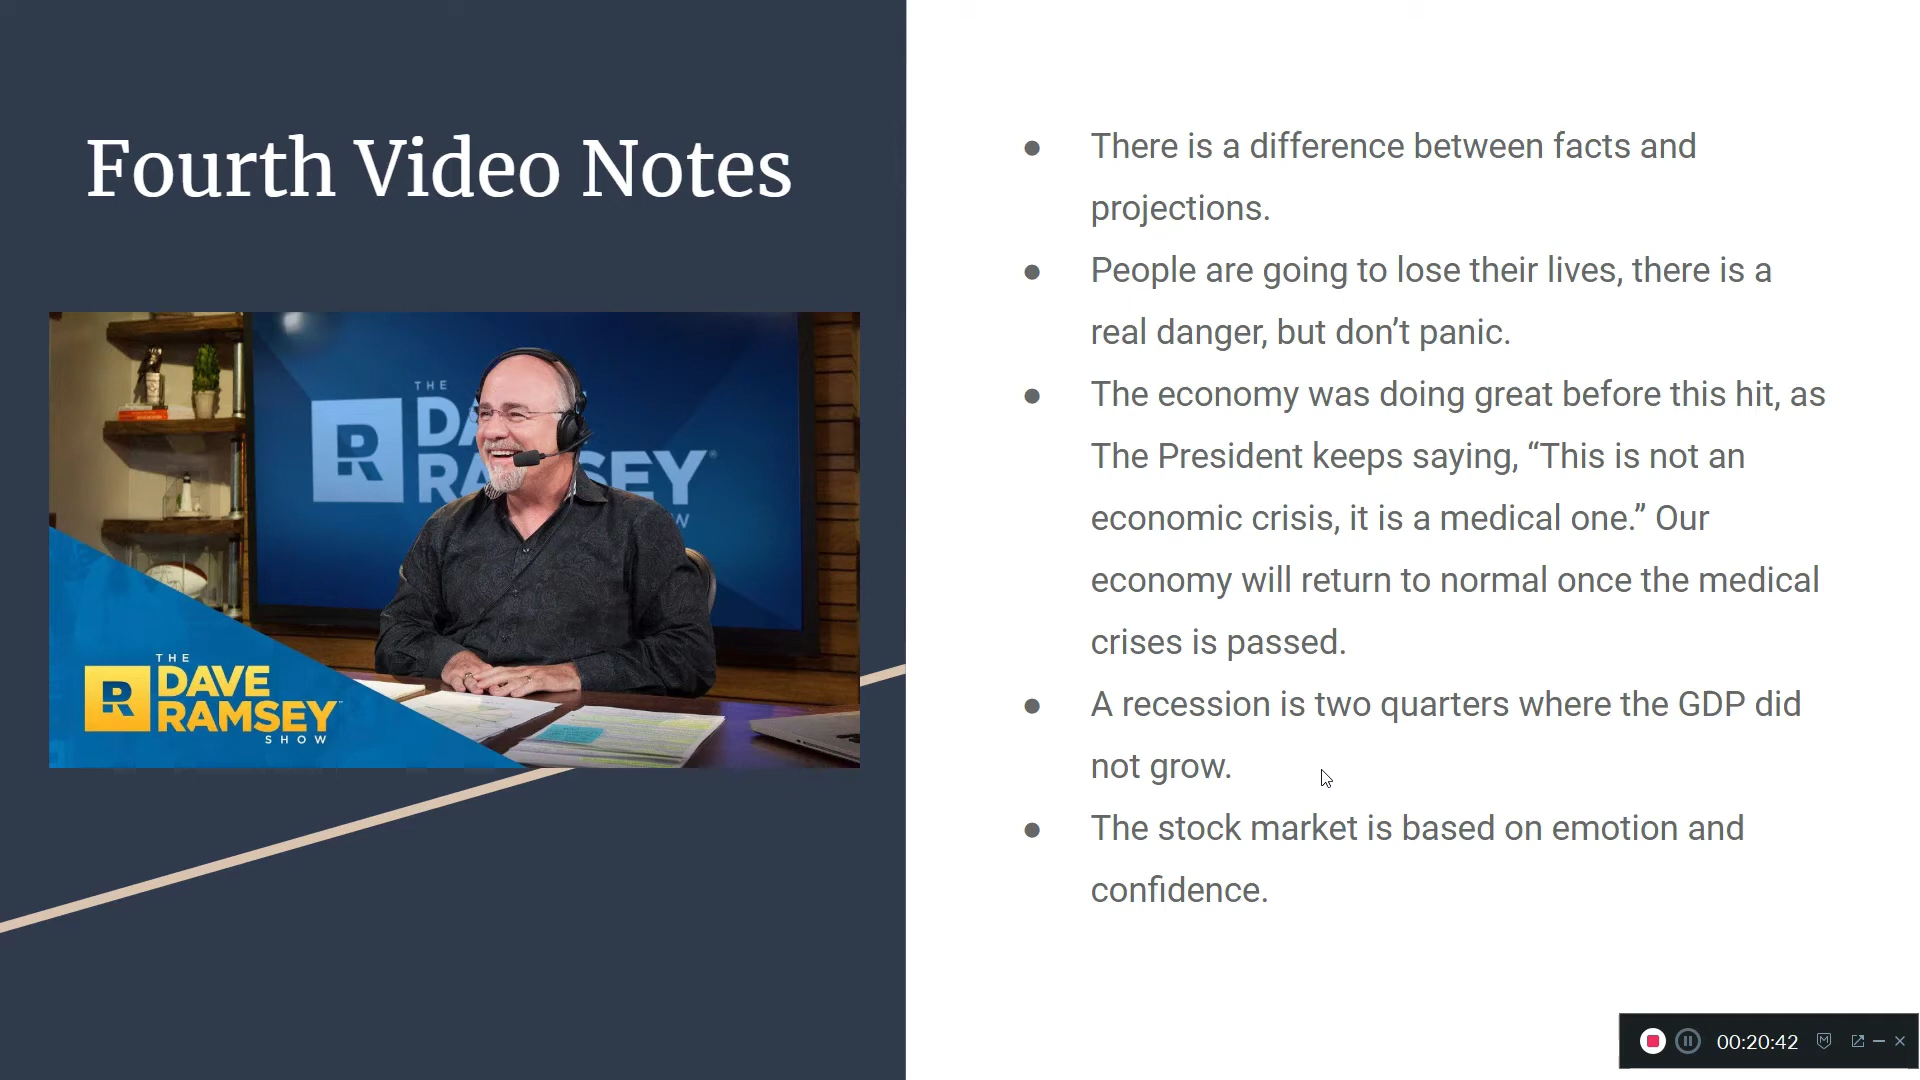 Fourth Video Notes
THE
DA
RA SEY
W
THE
DAVE
RAMSEY
SHOW
There is a difference between facts and
projections.
People are going to lose their lives, there is a
real danger, but don’t panic.
The economy was doing great before this hit, as
The President keeps saying, “This is not an
economic crisis, it is a medical one.” Our
economy will return to normal once the medical
crises is passed.
A recession is two quarters where the GDP did
not grow.
The stock market is based on emotion and
confidence.
00:20:42